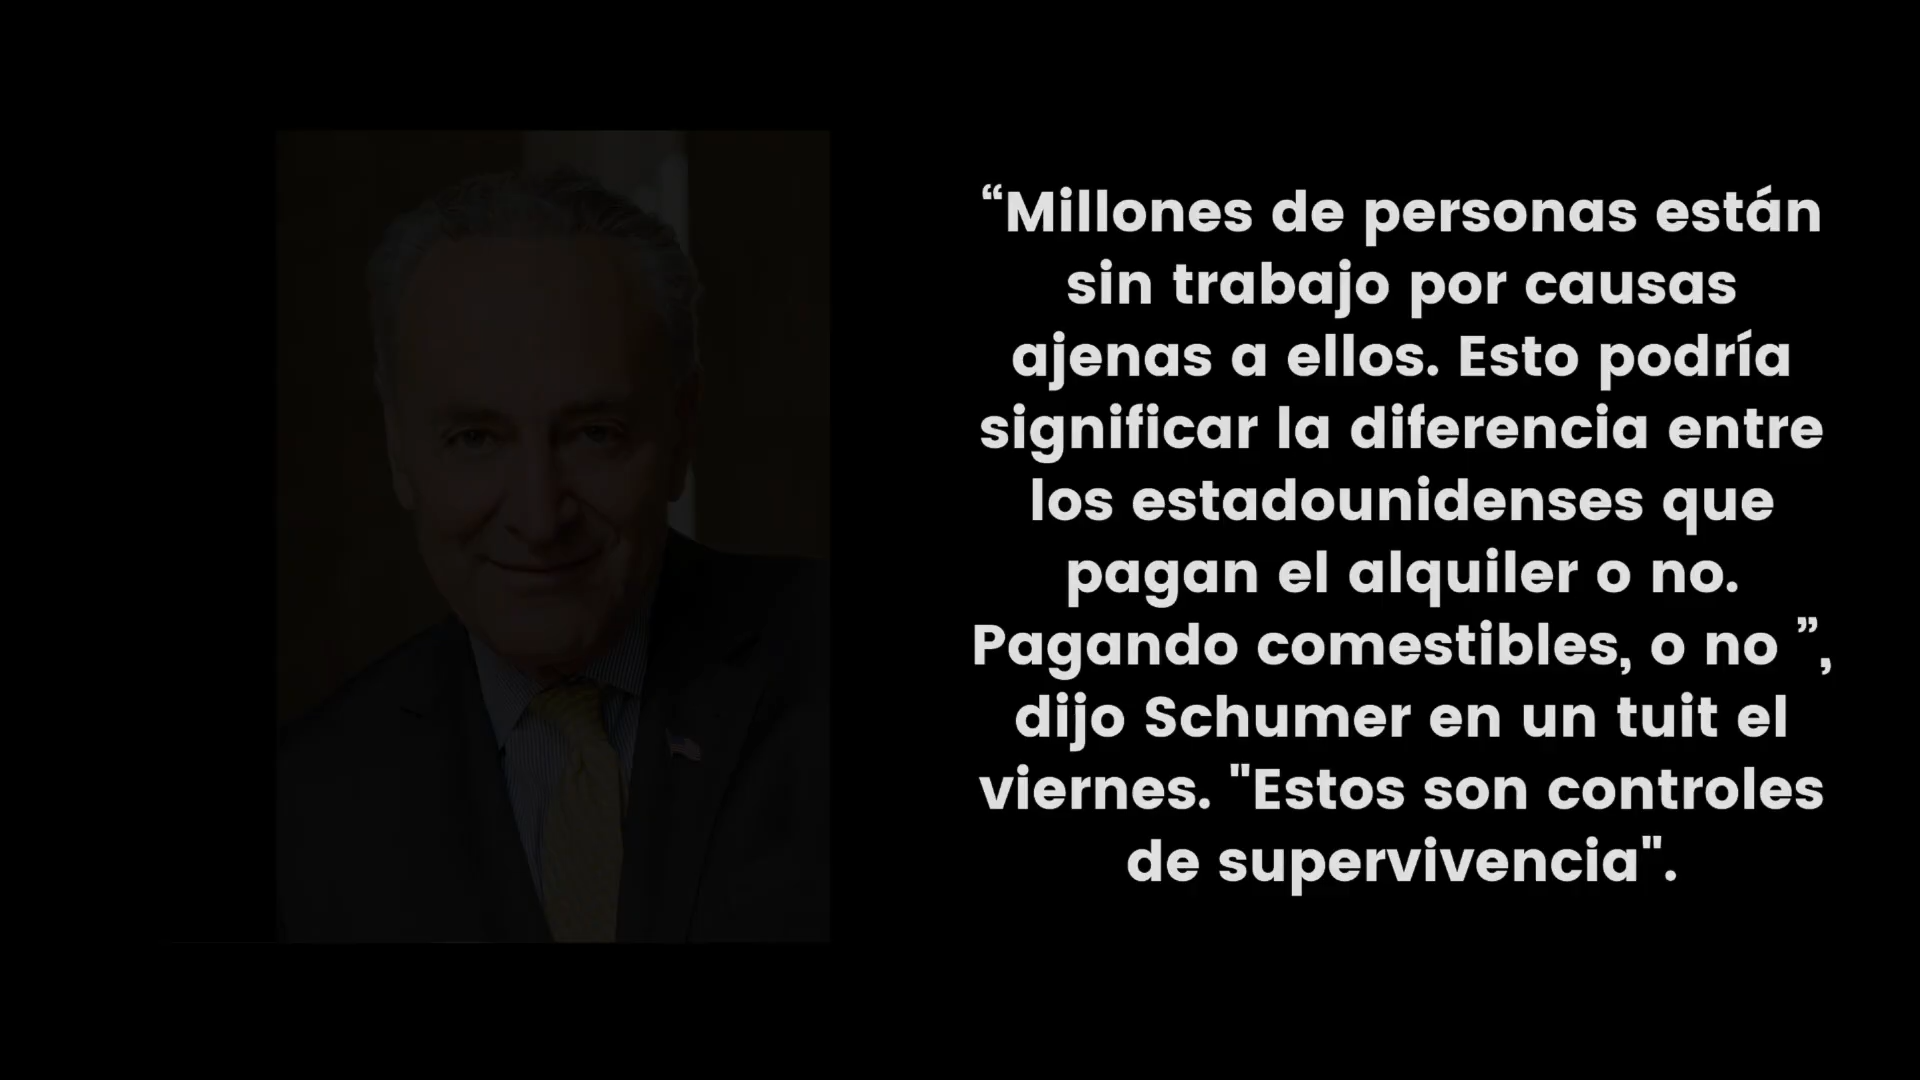 “Millones de personas están
sin trabajo por causas
ajenas a ellos. Esto podría
significar la diferencia entre
los estadounidenses que
pagan el alquiler o no.
Pagando comestibles, o no ”,
dijo Schumer en un tuit el
viernes. "Estos son controles
de supervivencia".